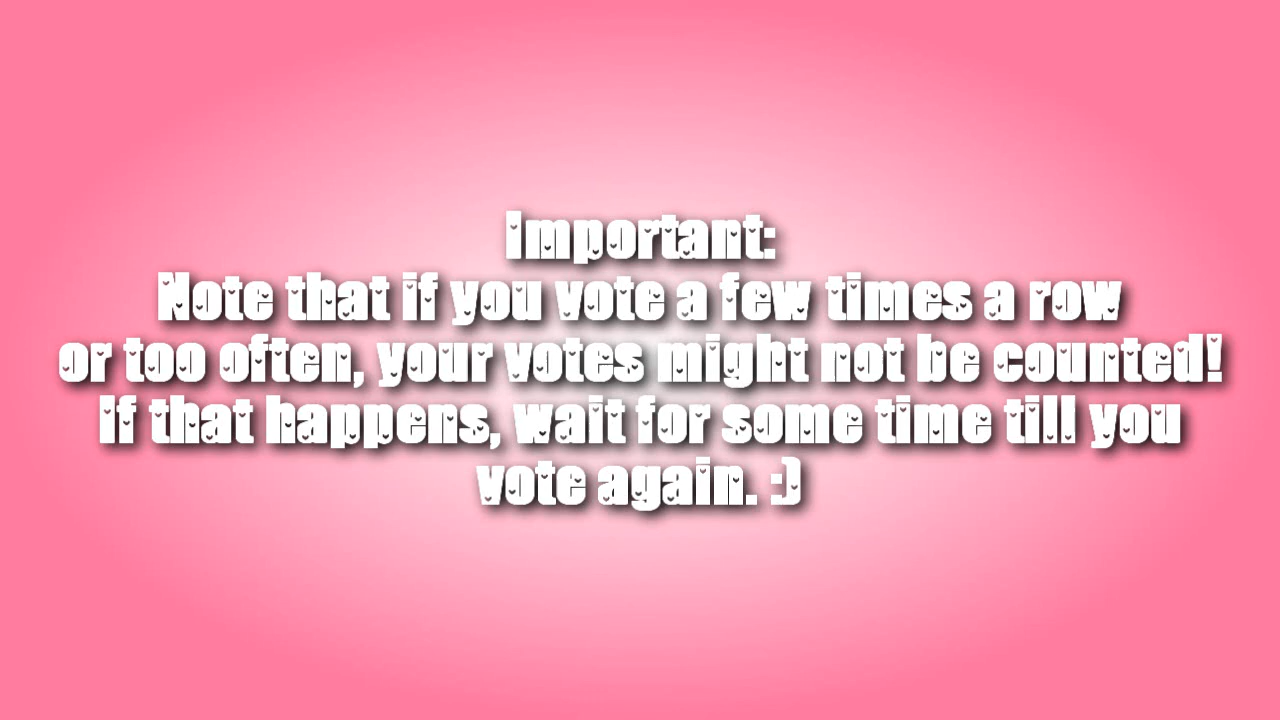 Important:
Note that if you vote a few times a row
or too often, your votes might not be counted!
If that happens, wait for some time till you
vote again. :)